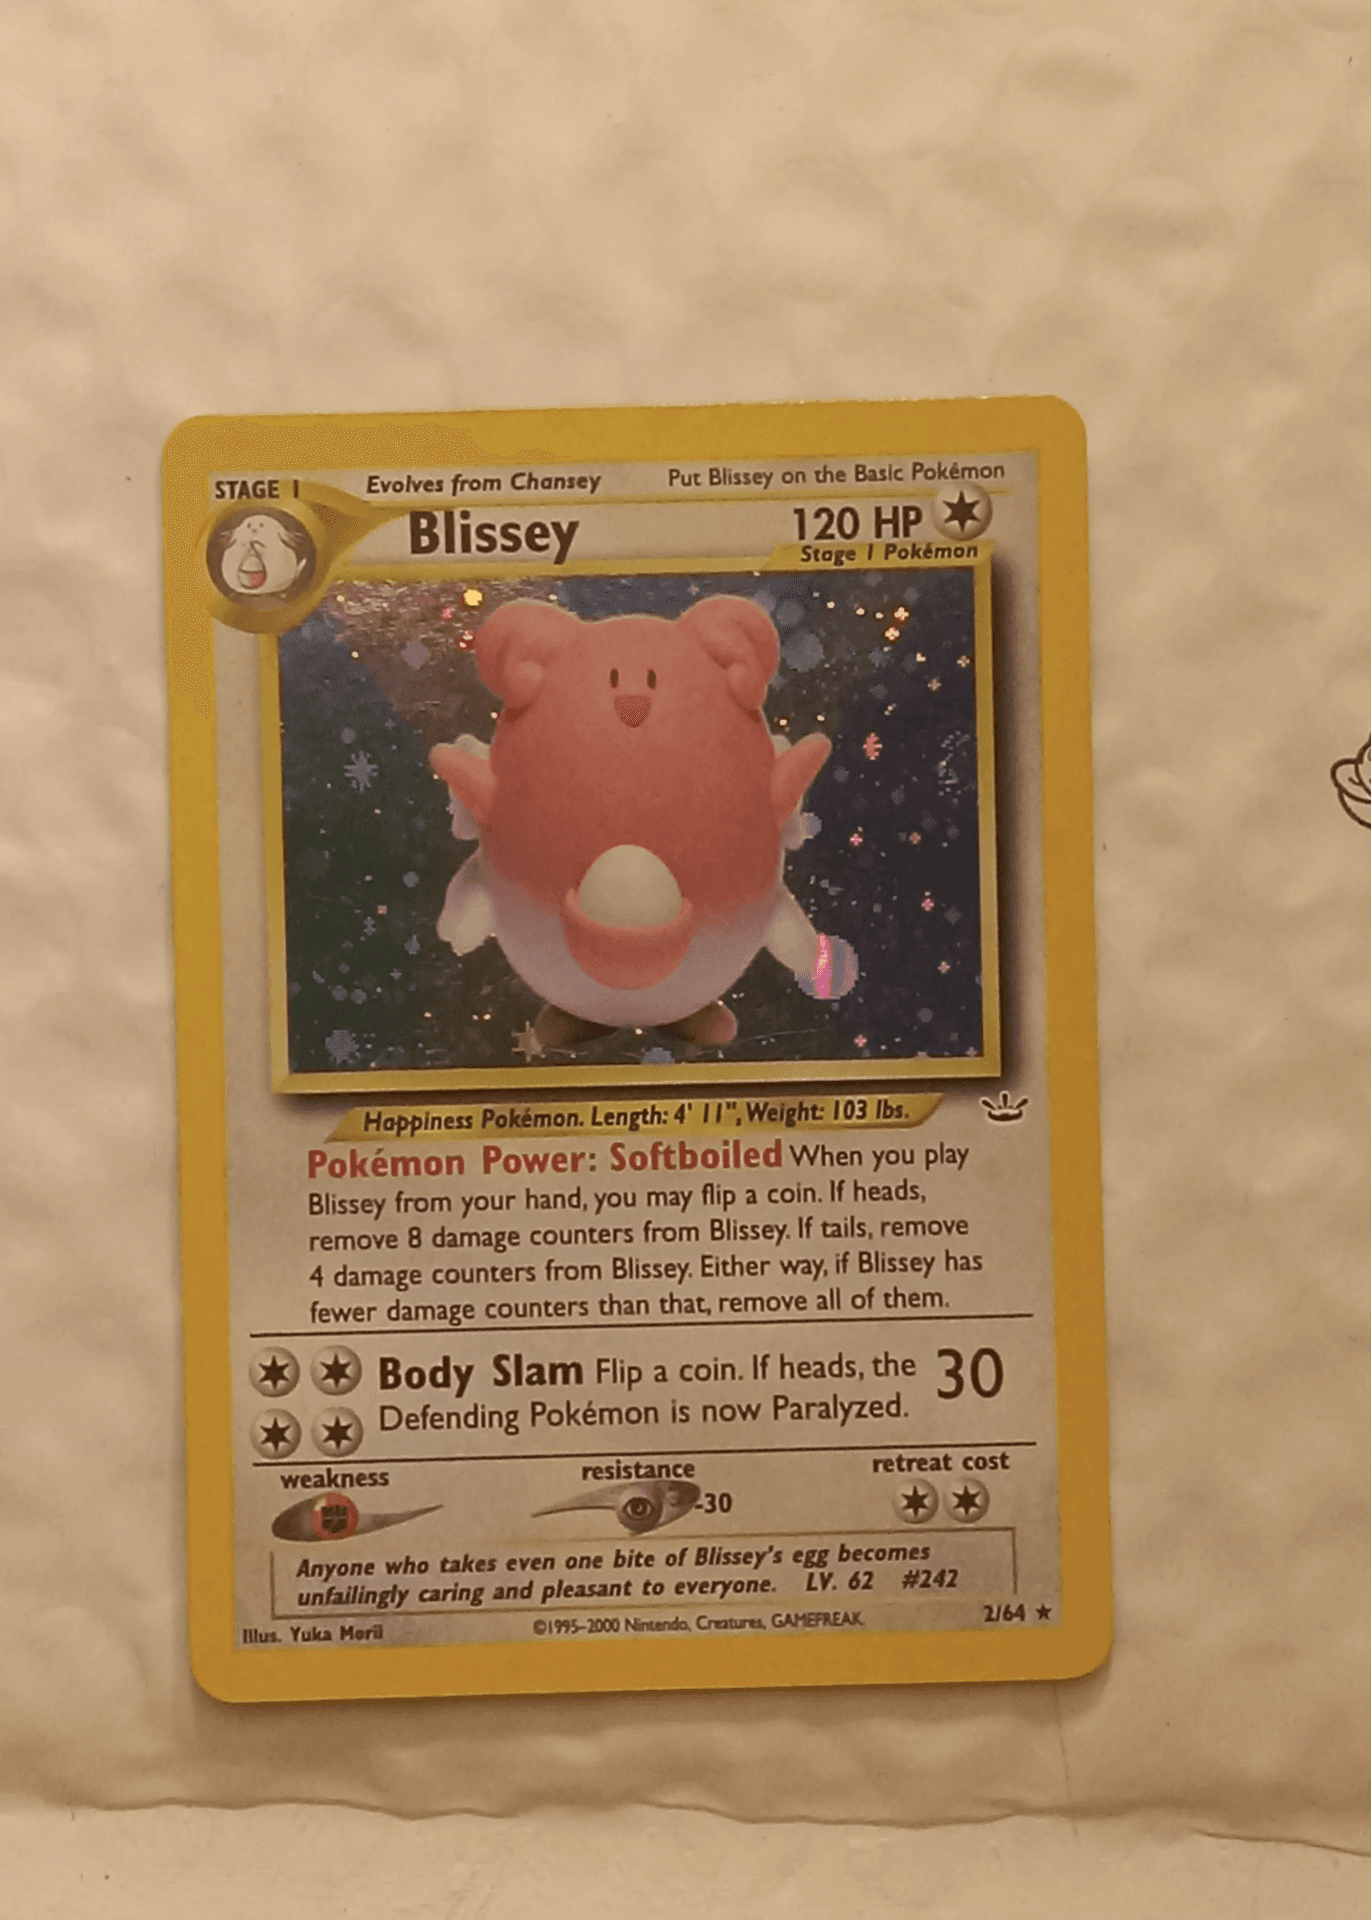 STAGE 1
Evolves from Chansey
Put Blissey on the Basic Pokémon
Blissey
120 HP
Stage 1 Pokémon
Happiness Pokémon. Length: 4' 11", Weight: 103 lbs.
Pokémon Power: Softboiled When you play
Blissey from your hand, you may flip a coin. If heads,
remove 8 damage counters from Blissey. If tails, remove
4 damage counters from Blissey. Either way, if Blissey has
fewer damage counters than that, remove all of them.
Body Slam Flip a coin. If heads, the 30
Defending Pokémon is now Paralyzed.
weakness
resistance
retreat cost
-30
Anyone who takes even one bite of Blissey's egg becomes
unfailingly caring and pleasant to everyone. LV. 62 #242
Illus. Yuka Morii
©1995-2000 Nintendo, Creatures, GAMEFREAK.
2/64 ★